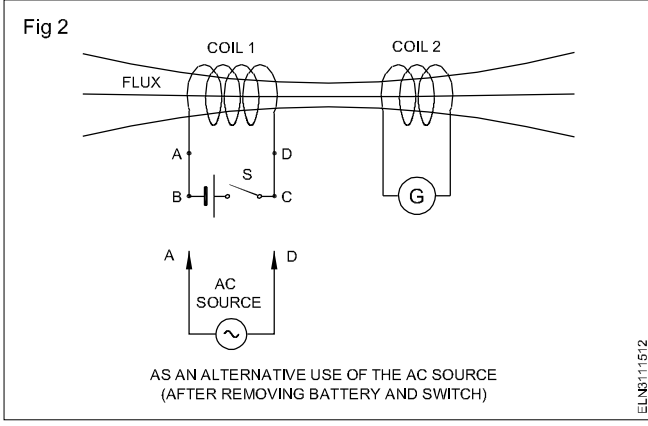 Fig 2
COIL 1
COIL 2
FLUX
A
D
S
B
C
G
A
D
AC
SOURCE
AS AN ALTERNATIVE USE OF THE AC SOURCE
(AFTER REMOVING BATTERY AND SWITCH)
ELN3111512